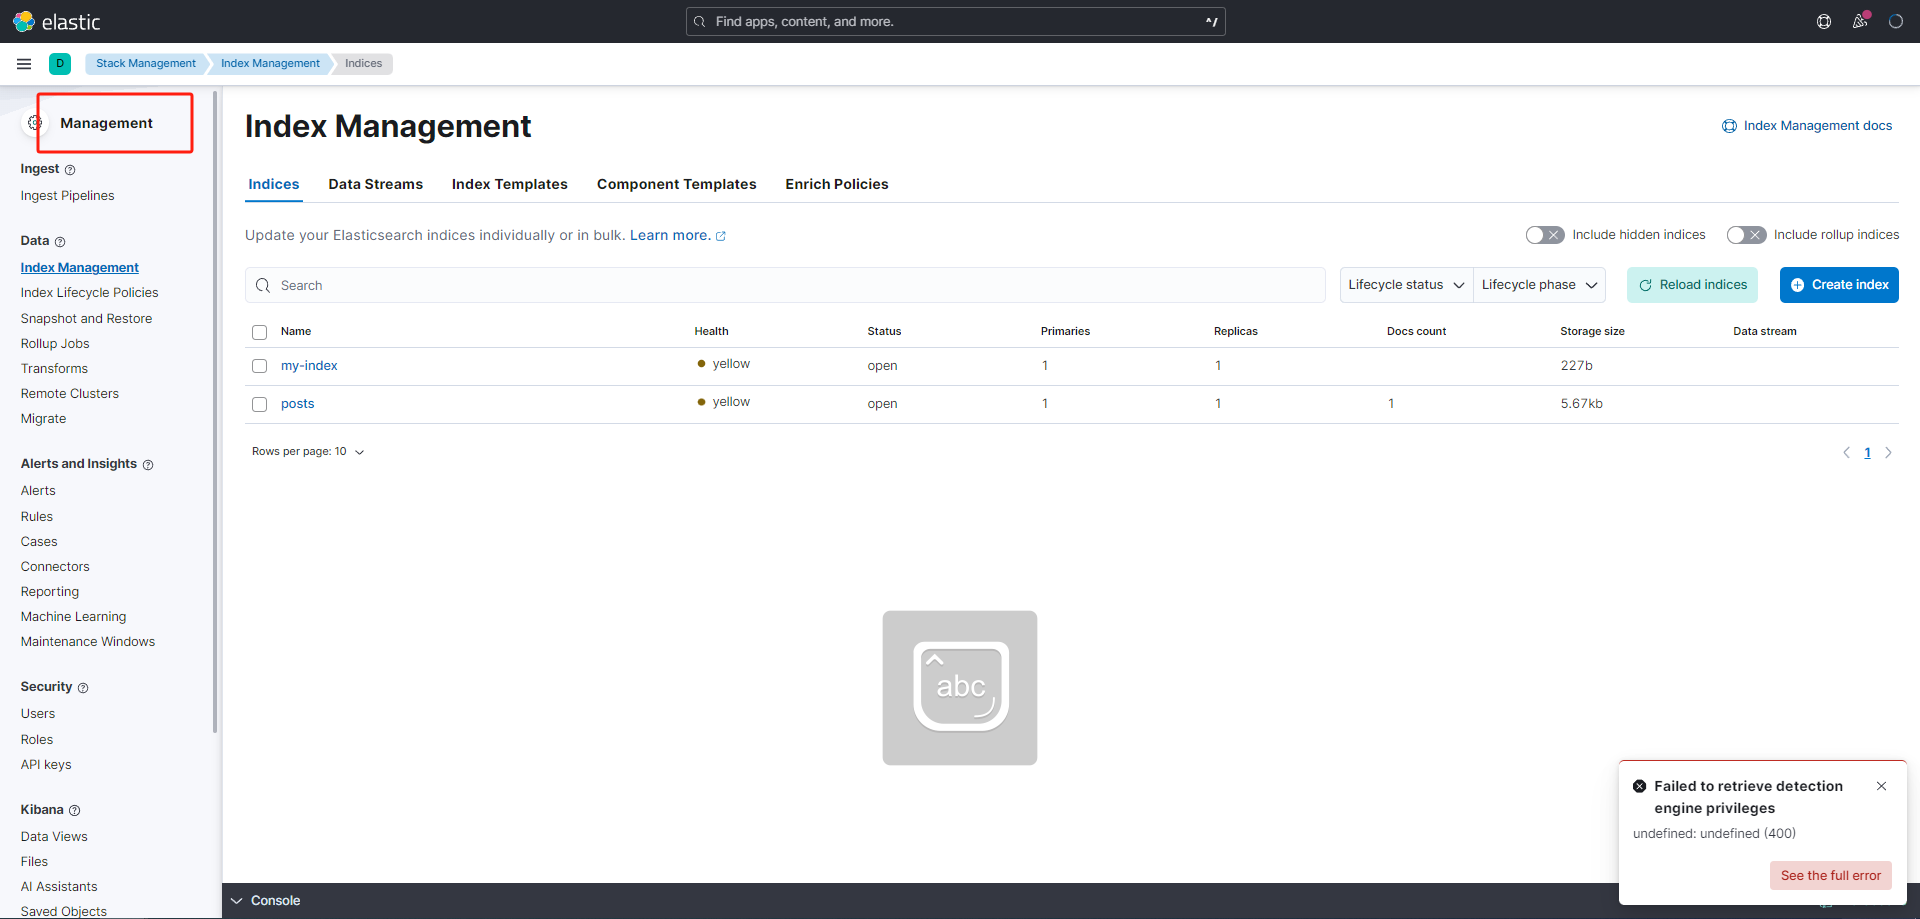 elastic
Find apps, content, and more.
^/
D
Stack Management
Index Management
Indices
Management
Ingest
Ingest Pipelines
Data
Index Management
Index Lifecycle Policies
Snapshot and Restore
Rollup Jobs
Transforms
Remote Clusters
Migrate
Alerts and Insights
Alerts
Rules
Cases
Connectors
Reporting
Machine Learning
Maintenance Windows
Security
Users
Roles
API keys
Kibana
Data Views
Files
AI Assistants
Saved Objects
Index Management
Index Management docs
Indices Data Streams Index Templates Component Templates Enrich Policies
Update your Elasticsearch indices individually or in bulk. Learn more.
Include hidden indices
Include rollup indices
Search
Lifecycle status
Lifecycle phase
Reload indices
Create index
Name Health Status Primaries Replicas Docs count Storage size Data stream
my-index yellow open 1 1 227b
posts yellow open 1 1 1 5.67kb
Rows per page: 10
1
abc
Failed to retrieve detection
engine privileges
undefined: undefined (400)
See the full error
Console